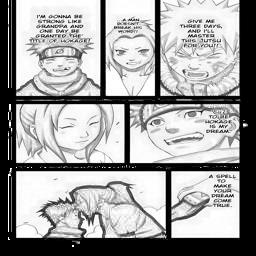 I'M GONNA BE
STRONG LIKE
GRANDPA AND
ONE DAY BE
GRANTED THE
TITLE OF HOKAGE!
...A MAN
DOESN'T
BREAK HIS
WORD!!
GIVE ME
THREE DAYS,
AND I'LL
MASTER
THIS JUTSU
FOR YOU!!
TO BE
HOKAGE
IS MY
DREAM!
A SPELL
TO MAKE
YOUR
DREAM
COME
TRUE.